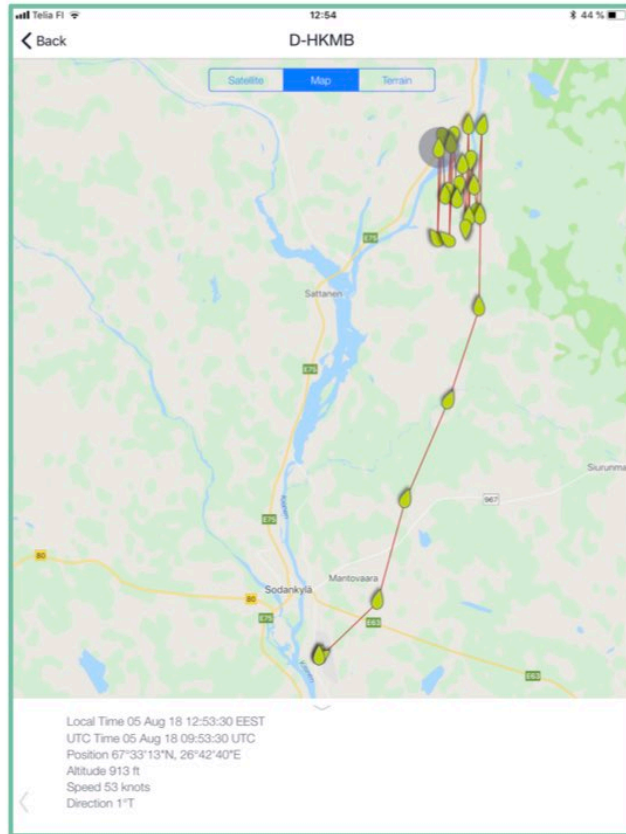 Telia FI 12:54 44 %
Back D-HKMB
Satellite Map Terrain
E75
Sattanen
E75
Siurunma
967
E75
Kitinen
80
Mantovaara
Sodankylä
80
E75
E63
Kitinen
E63
Local Time 05 Aug 18 12:53:30 EEST
UTC Time 05 Aug 18 09:53:30 UTC
Position 67°33'13"N, 26°42'40"E
Altitude 913 ft
Speed 53 knots
Direction 1°T